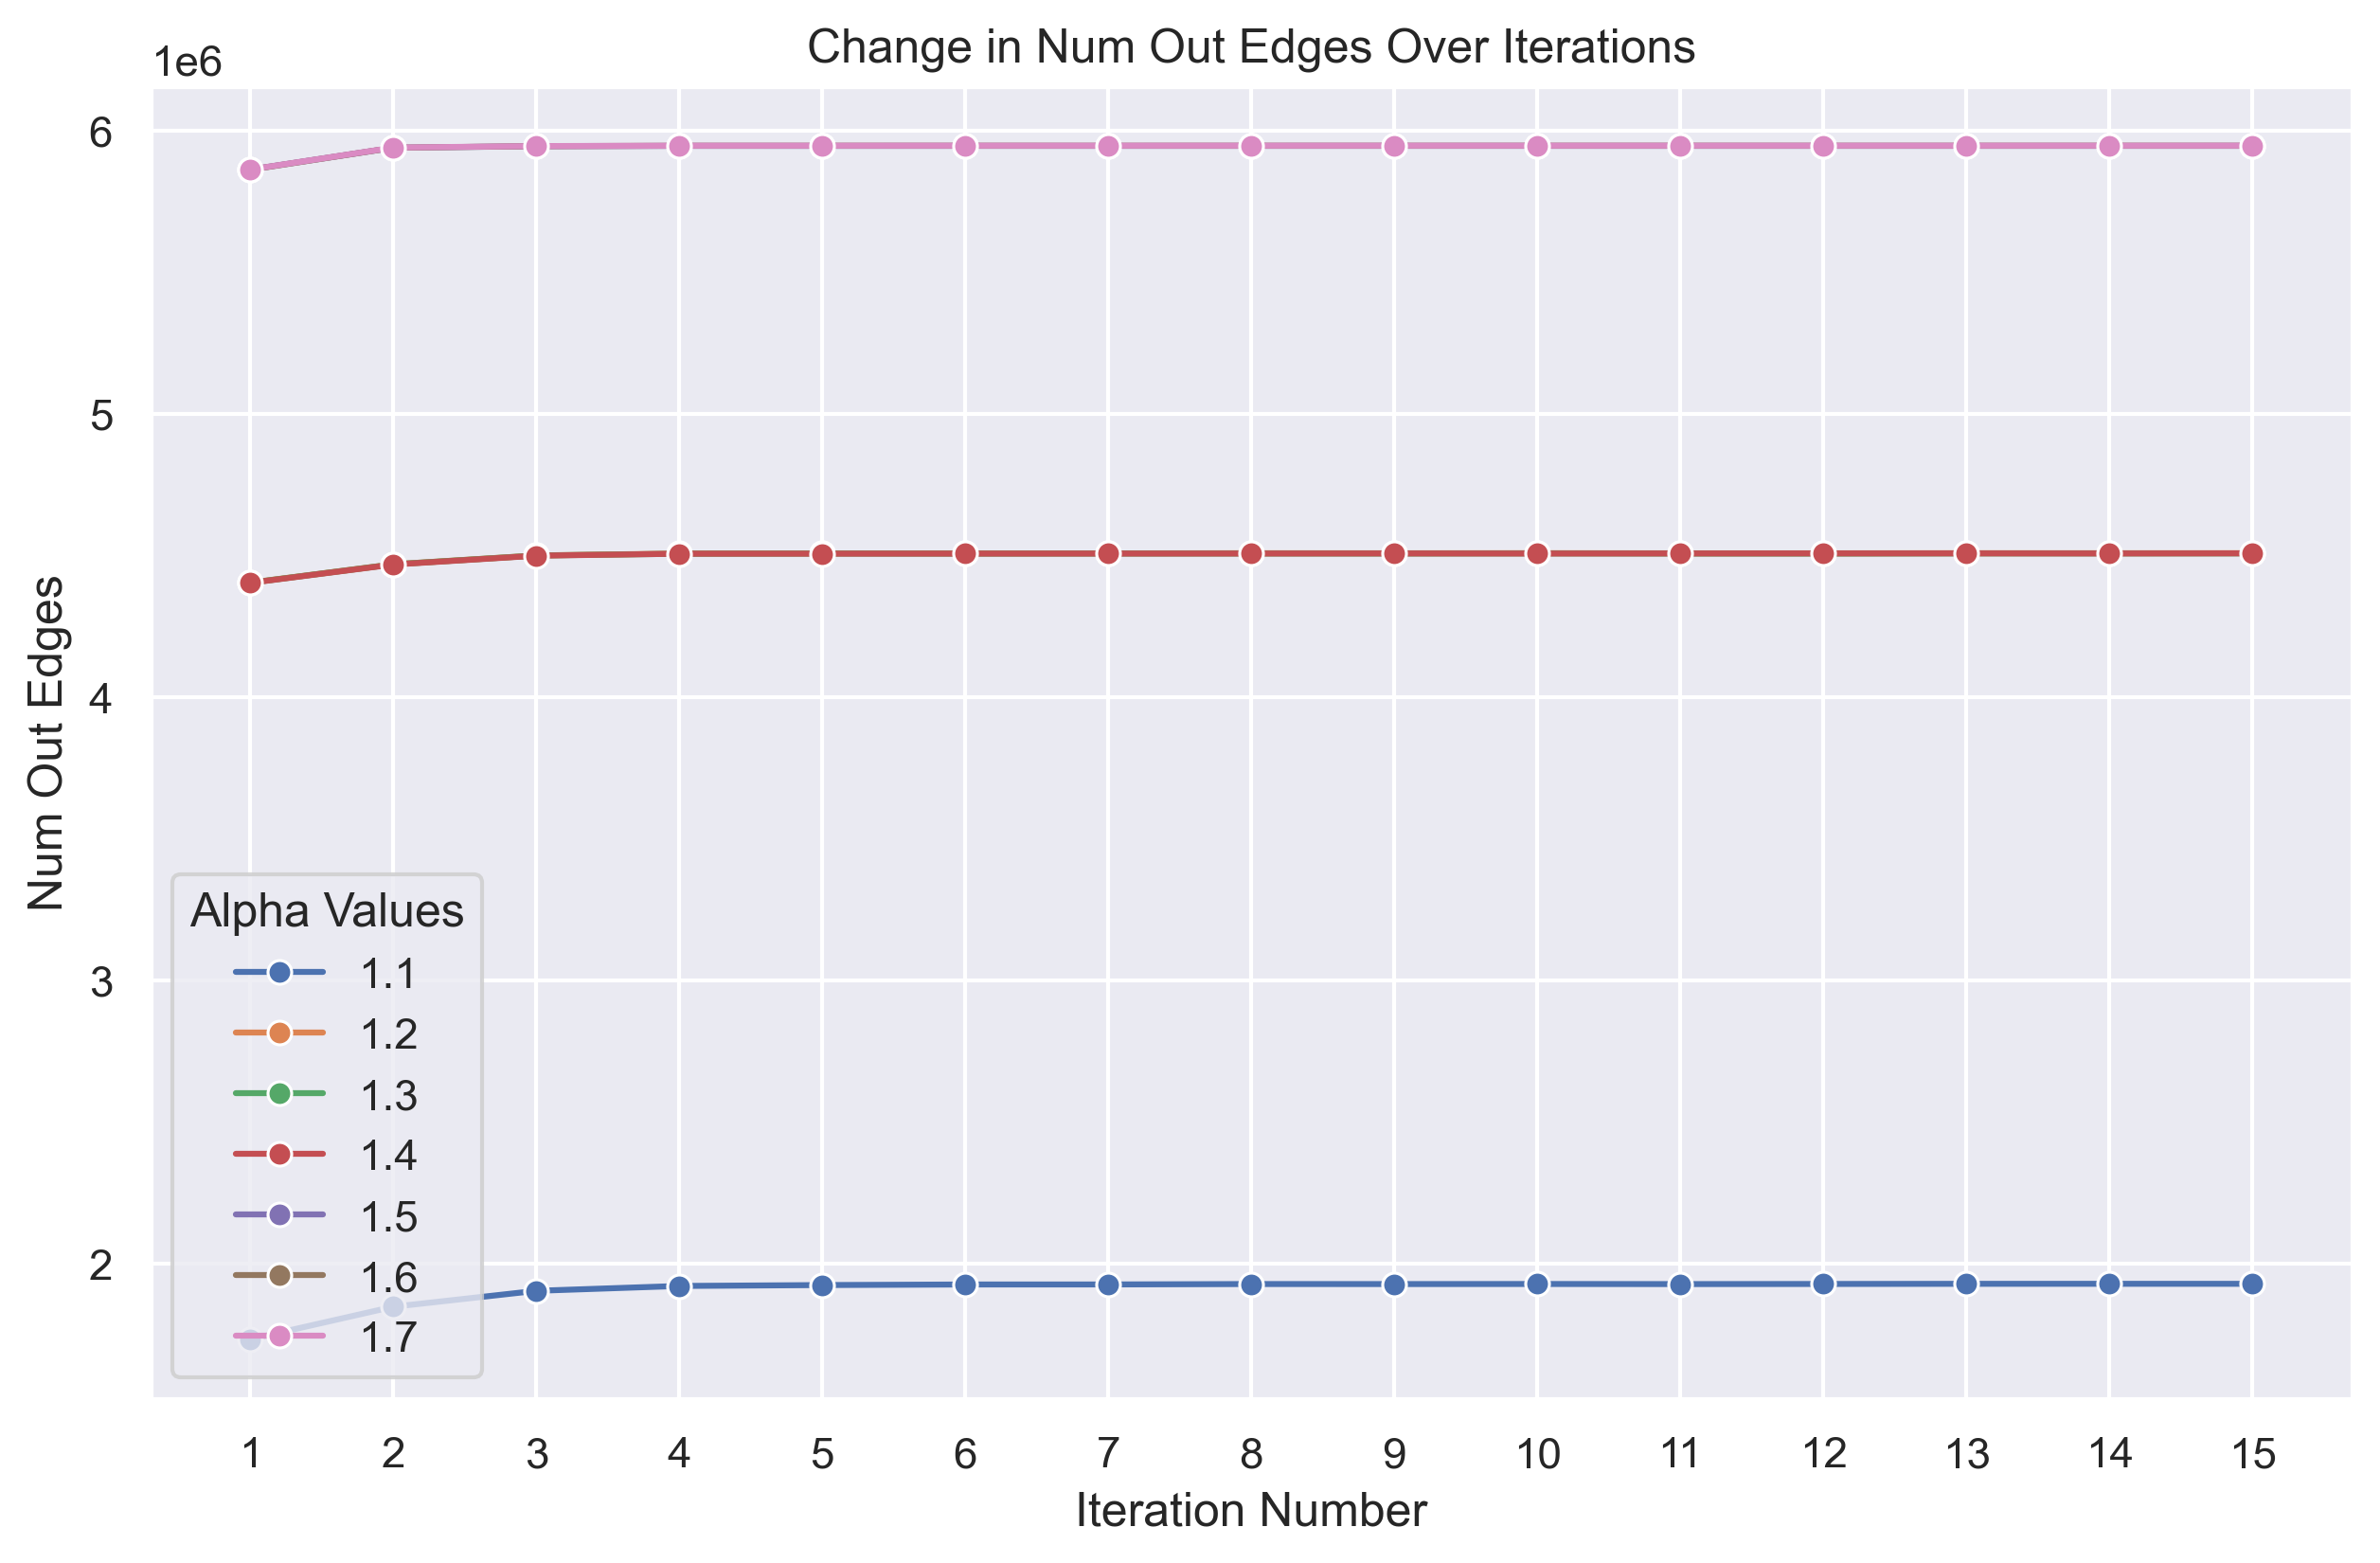 Change in Num Out Edges Over Iterations
1e6
6
5
4
3
2
Num Out Edges
Alpha Values
1.1
1.2
1.3
1.4
1.5
1.6
1.7
1 2 3 4 5 6 7 8 9 10 11 12 13 14 15
Iteration Number